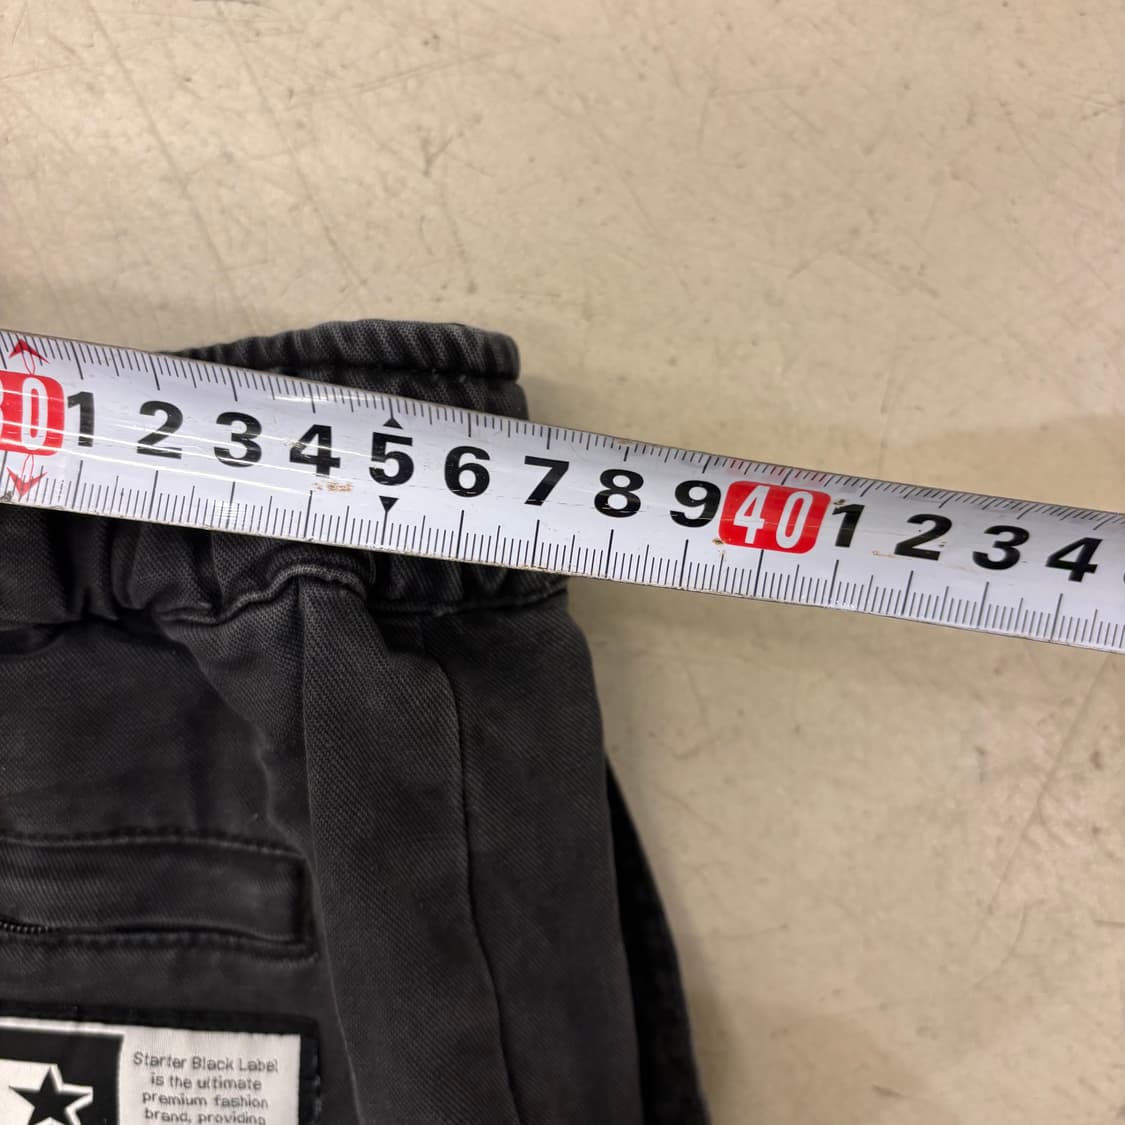 30 1 2 3 4 5 6 7 8 9 40 1 2 3 4
Starter Black Label
is the ultimate
premium fashion
brand, providing